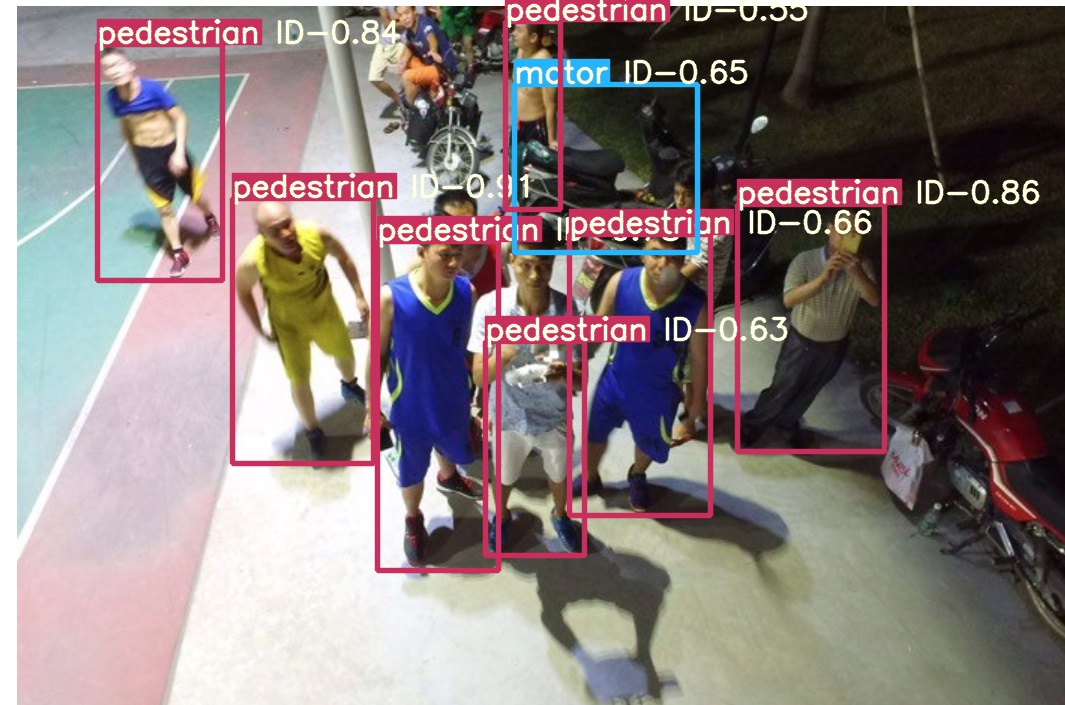 pedestrian ID-0.55
pedestrian ID-0.84
motor ID-0.65
pedestrian ID-0.91
pedestrian ID-0.86
pedestrian
pedestrian ID-0.66
pedestrian ID-0.63